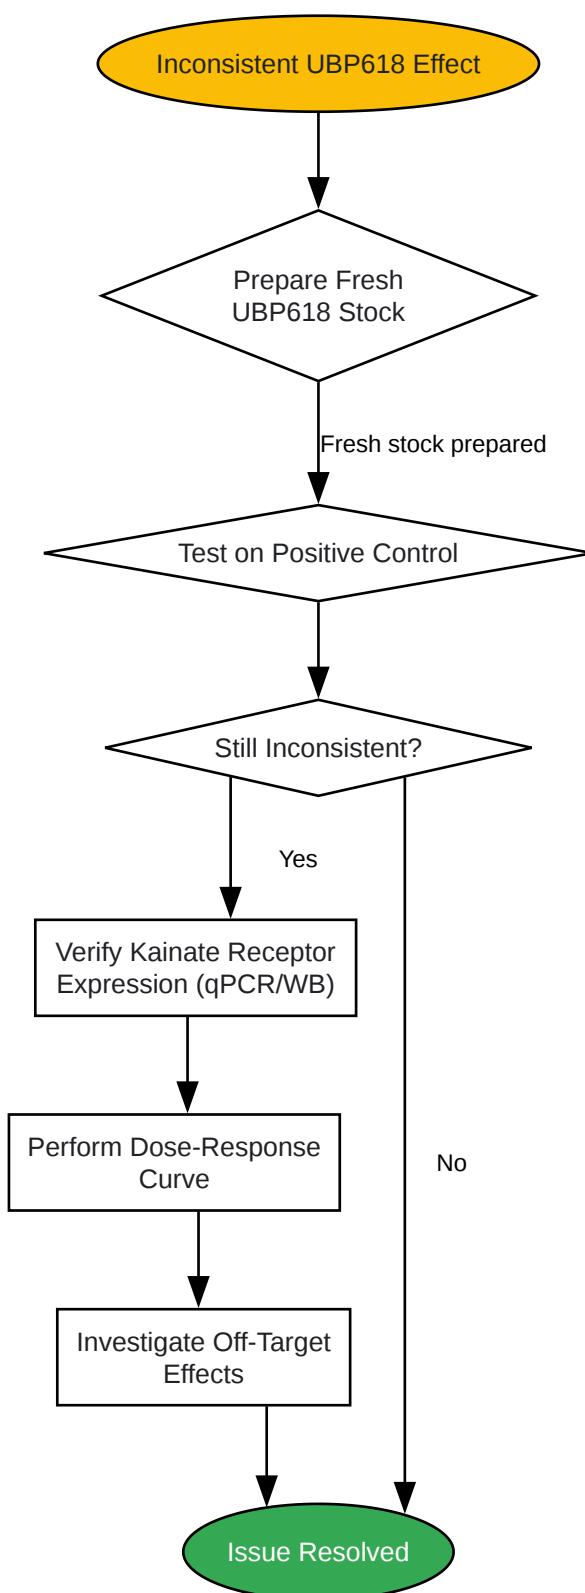 Inconsistent UBP618 Effect
Prepare Fresh
UBP618 Stock
Fresh stock prepared
Test on Positive Control
Still Inconsistent?
Yes
Verify Kainate Receptor
Expression (qPCR/WB)
Perform Dose-Response
Curve
No
Investigate Off-Target
Effects
Issue Resolved